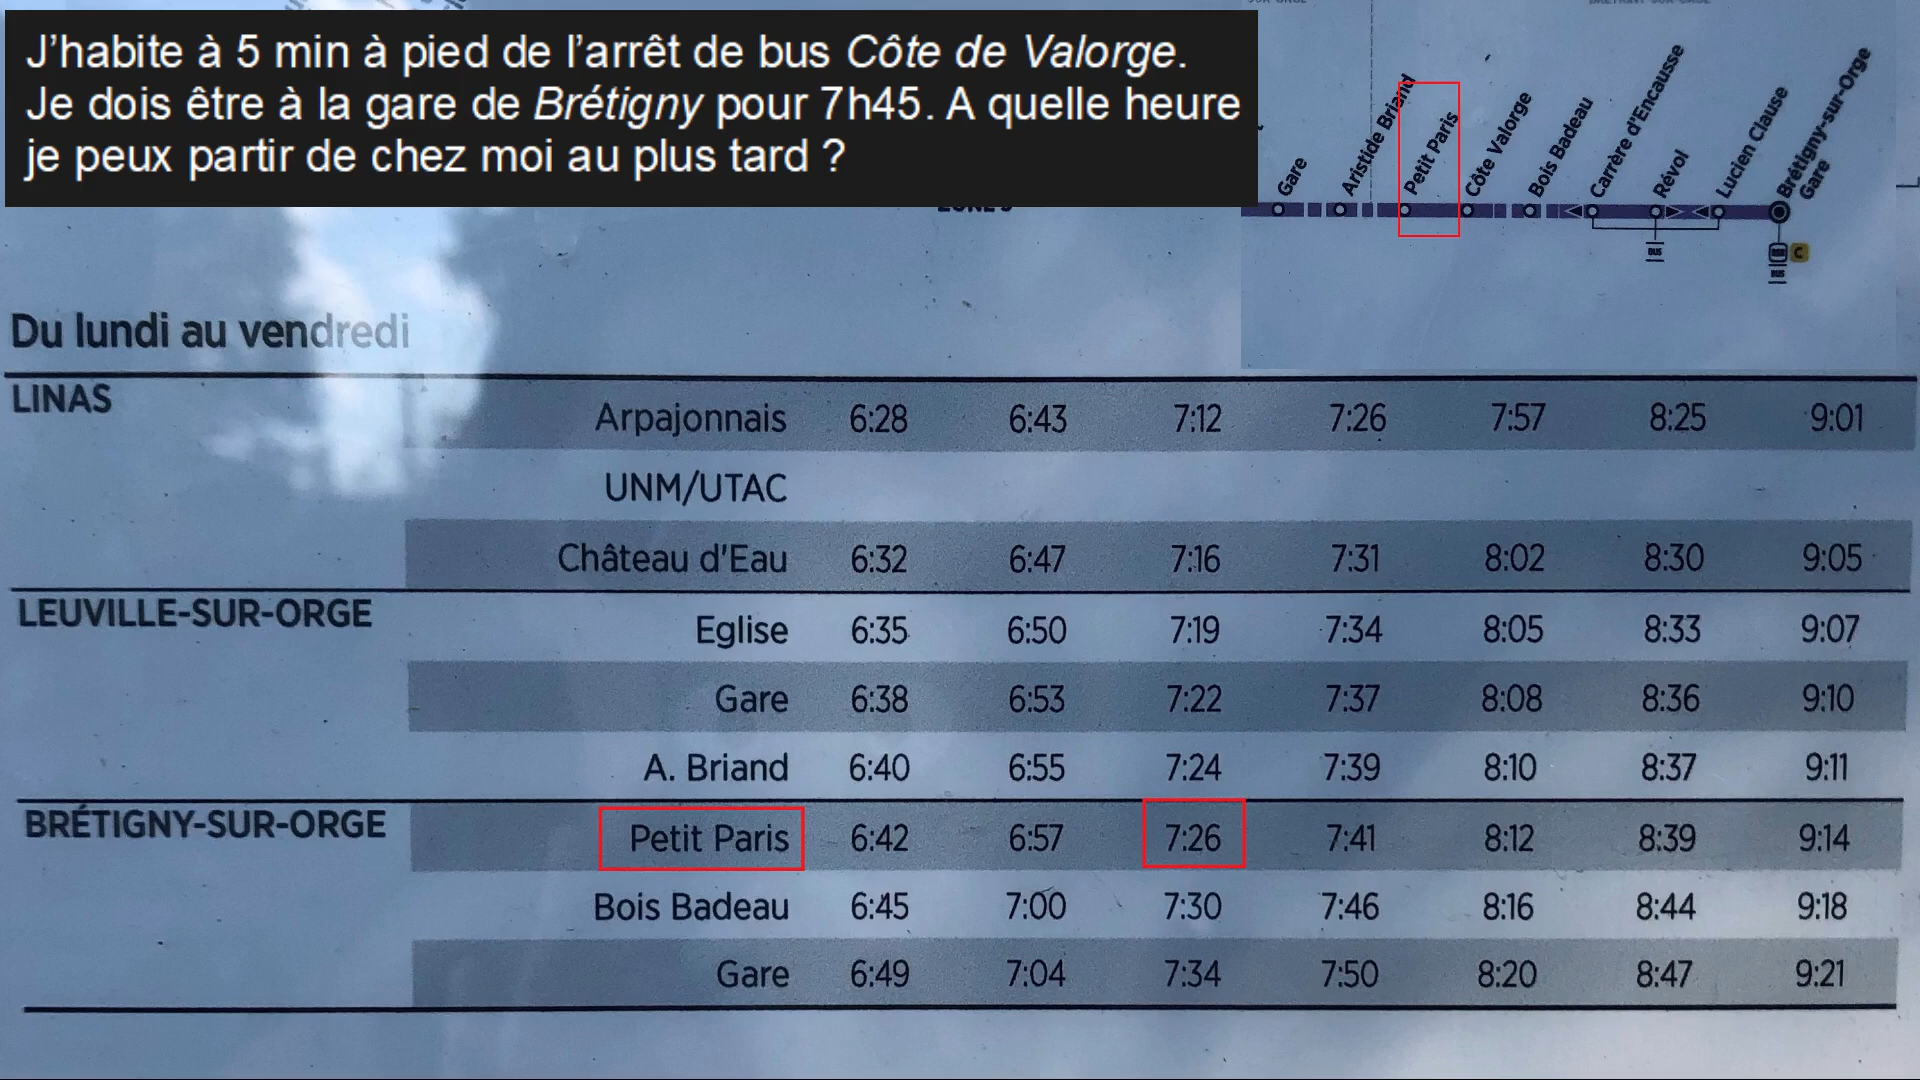 J’habite à 5 min à pied de l’arrêt de bus Côte de Valorge.
Je dois être à la gare de Brétigny pour 7h45. A quelle heure
je peux partir de chez moi au plus tard ?
Gare
Aristide Briand
Petit Paris
Côte Valorge
Bois Badeau
Carrère d'Encausse
Révol
Lucien Clause
Brétigny-sur-Orge
Gare
BUS
C
BUS
Du lundi au vendredi
LINAS
Arpajonnais 6:28 6:43 7:12 7:26 7:57 8:25 9:01
UNM/UTAC
Château d'Eau 6:32 6:47 7:16 7:31 8:02 8:30 9:05
LEUVILLE-SUR-ORGE
Eglise 6:35 6:50 7:19 7:34 8:05 8:33 9:07
Gare 6:38 6:53 7:22 7:37 8:08 8:36 9:10
A. Briand 6:40 6:55 7:24 7:39 8:10 8:37 9:11
BRÉTIGNY-SUR-ORGE
Petit Paris 6:42 6:57 7:26 7:41 8:12 8:39 9:14
Bois Badeau 6:45 7:00 7:30 7:46 8:16 8:44 9:18
Gare 6:49 7:04 7:34 7:50 8:20 8:47 9:21